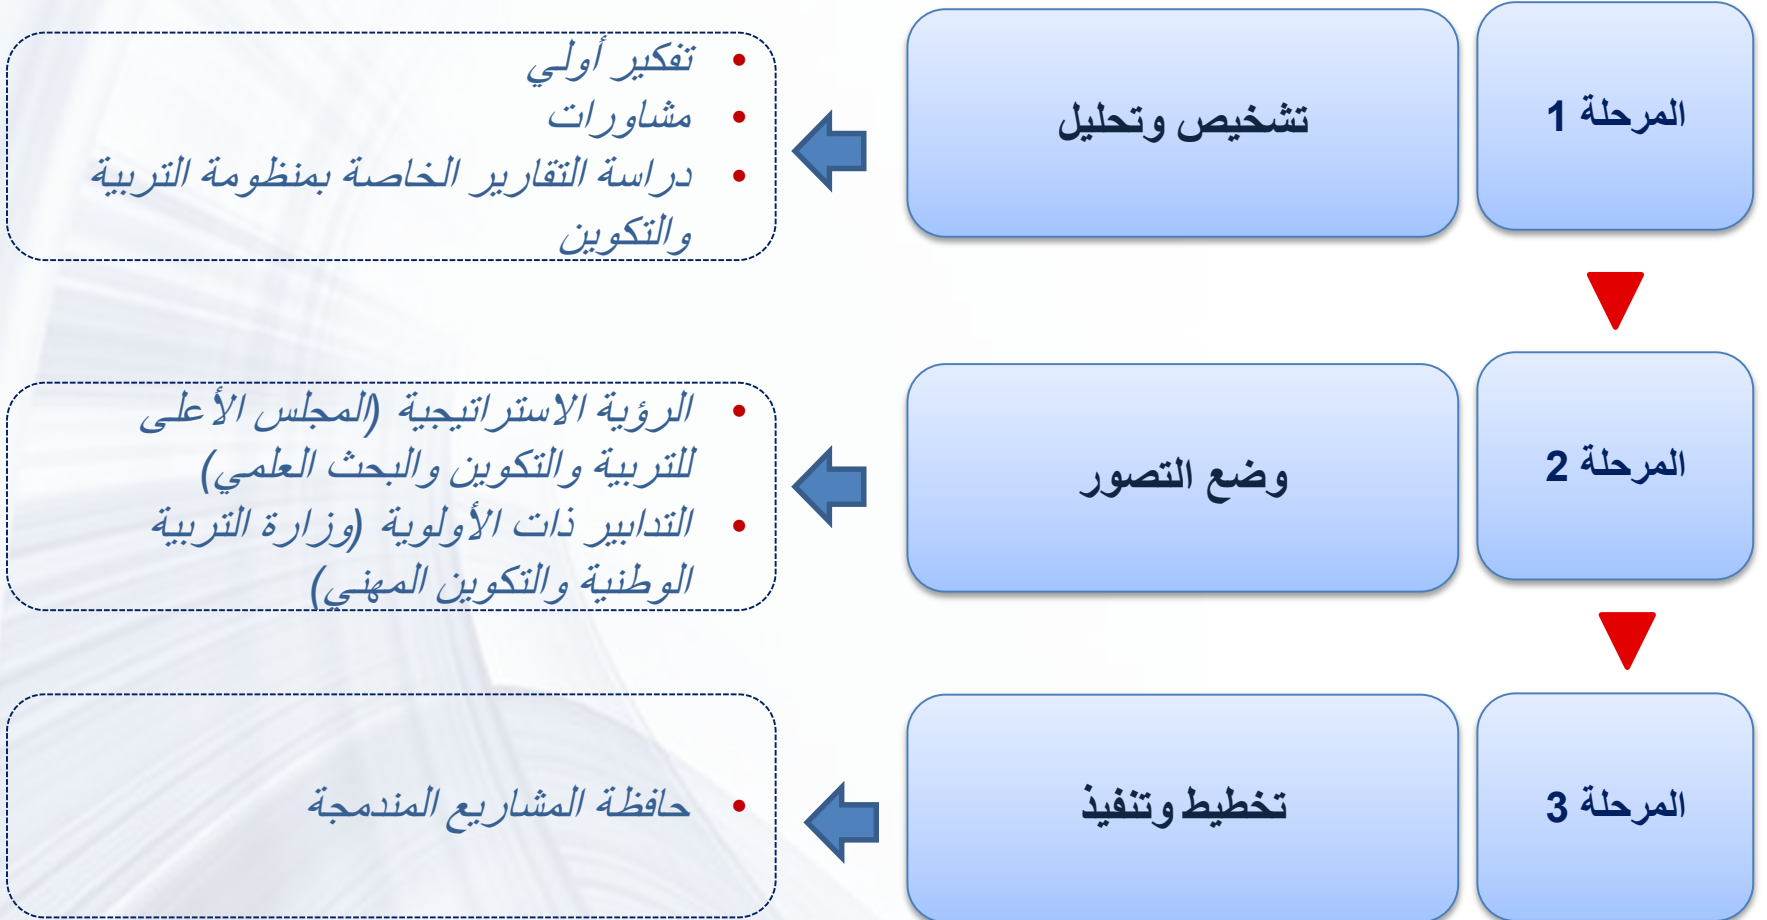 المرحلة 1
تشخيص وتحليل
• تفكير أولي
• مشاورات
• دراسة التقارير الخاصة بمنظومة التربية
والتكوين
المرحلة 2
وضع التصور
• الرؤية الاستراتيجية (المجلس الأعلى
للتربية والتكوين والبحث العلمي)
• التدابير ذات الأولوية (وزارة التربية
الوطنية والتكوين المهني)
المرحلة 3
تخطيط وتنفيذ
• حافظة المشاريع المندمجة